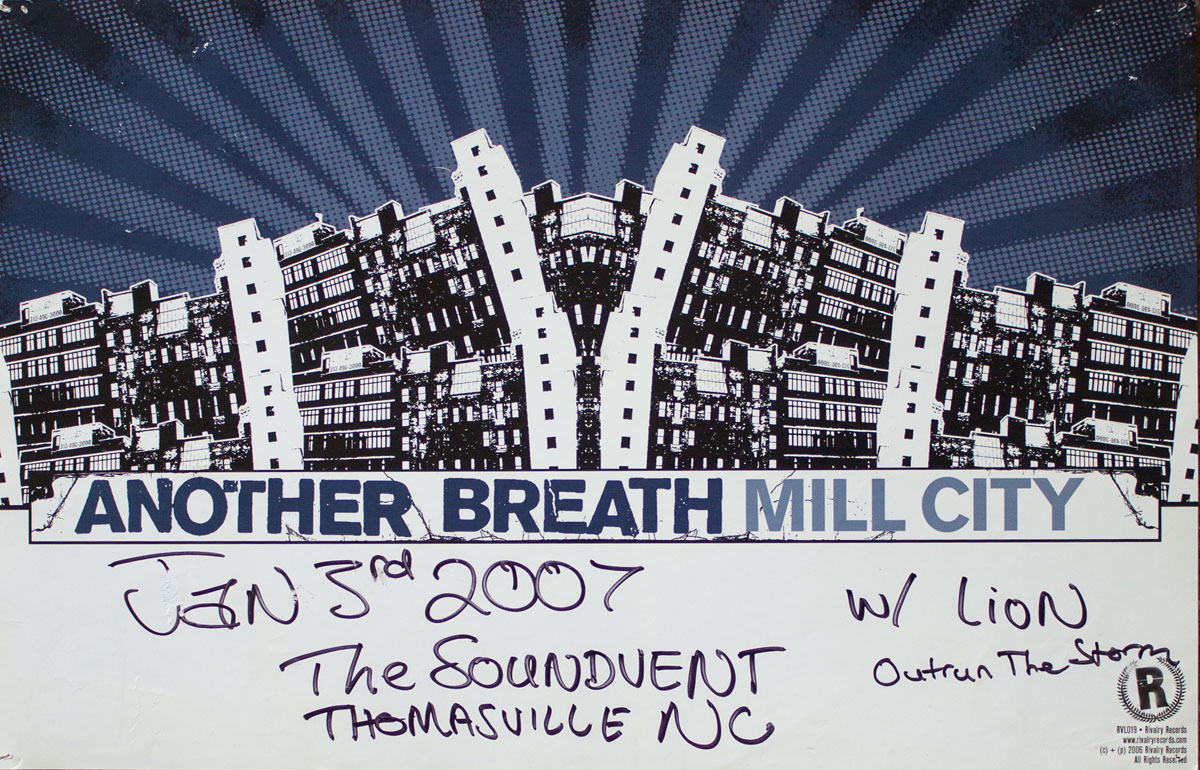 ANOTHER BREATH MILL CITY
Jan 3rd 2007
The SOUNDVENT
THOMASVILLE NC
w/ LION
Outrun The Storm
R
RVL019 • Rivalry Records
www.rivalryrecords.com
(c) + (p) 2006 Rivalry Records
All Rights Reserved